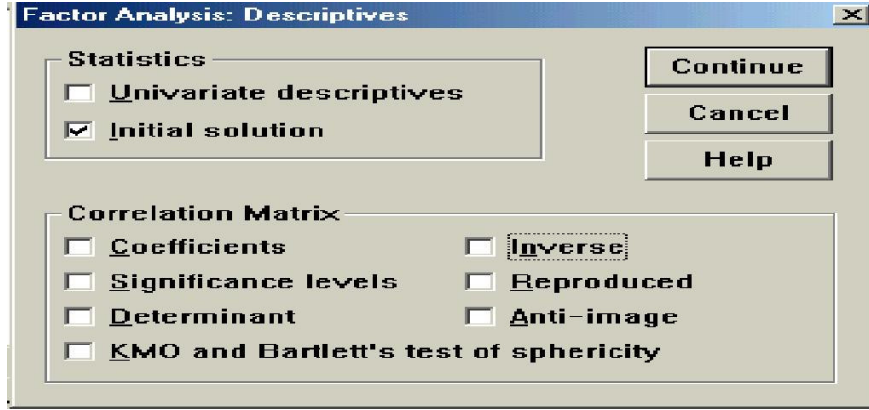 Factor Analysis: Descriptives
Statistics
Univariate descriptives
Initial solution
Continue
Cancel
Help
Correlation Matrix
Coefficients
Inverse
Significance levels
Reproduced
Determinant
Anti-image
KMO and Bartlett's test of sphericity